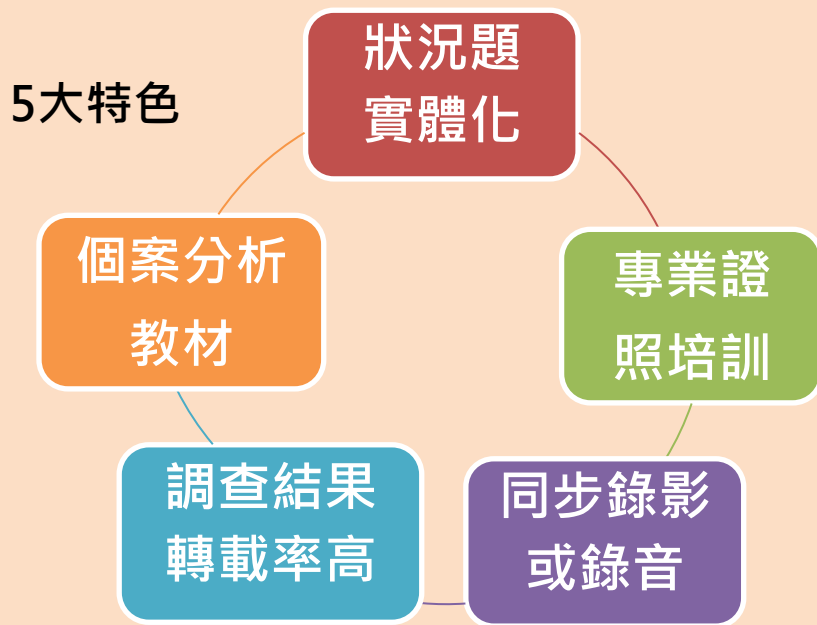 5大特色
狀況題
實體化
專業證
照培訓
同步錄影
或錄音
調查結果
轉載率高
個案分析
教材